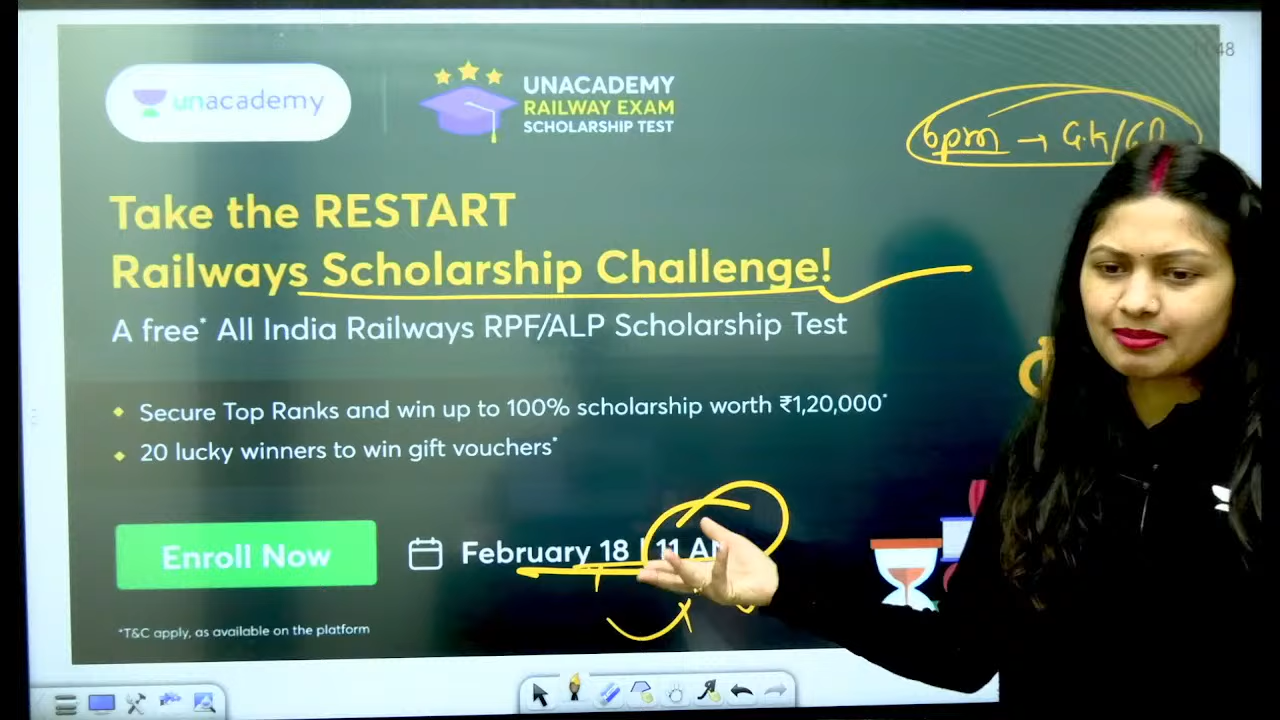 unacademy
UNACADEMY
RAILWAY EXAM
SCHOLARSHIP TEST
6pm → G.K/
Take the RESTART
Railways Scholarship Challenge!
A free* All India Railways RPF/ALP Scholarship Test
Secure Top Ranks and win up to 100% scholarship worth ₹1,20,000*
20 lucky winners to win gift vouchers*
Enroll Now
February 18 | 11
*T&C apply, as available on the platform